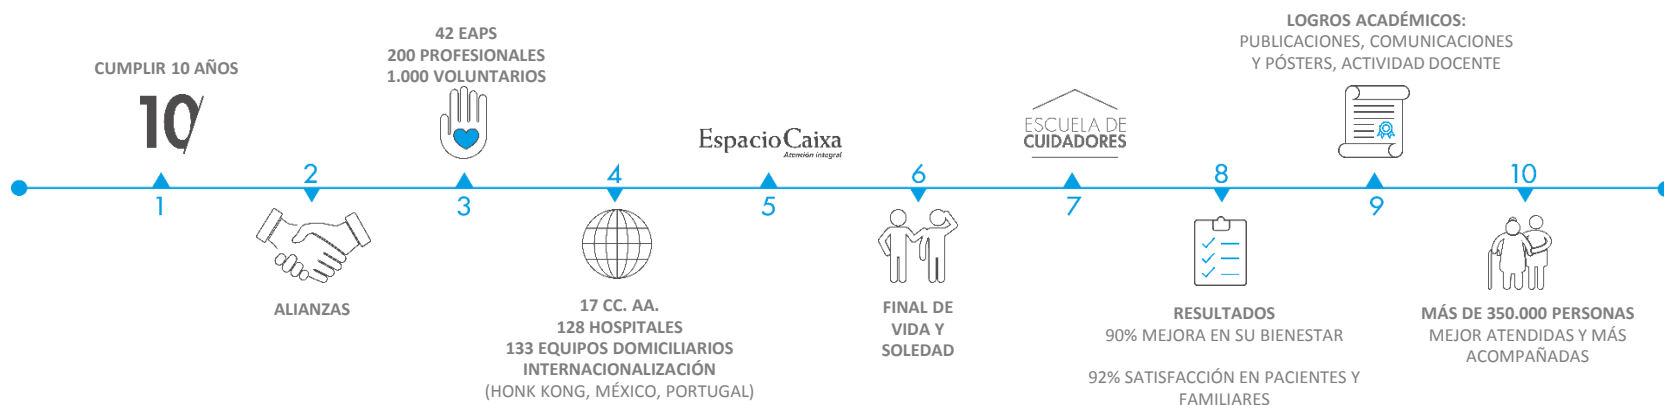 CUMPLIR 10 AÑOS
10
1
2
ALIANZAS
42 EAPS
200 PROFESIONALES
1.000 VOLUNTARIOS
3
4
17 CC. AA.
128 HOSPITALES
133 EQUIPOS DOMICILIARIOS
INTERNACIONALIZACIÓN
(HONK KONG, MÉXICO, PORTUGAL)
EspacioCaixa
Atención integral
5
6
FINAL DE
VIDA Y
SOLEDAD
ESCUELA DE
CUIDADORES
7
8
RESULTADOS
90% MEJORA EN SU BIENESTAR
92% SATISFACCIÓN EN PACIENTES Y
FAMILIARES
LOGROS ACADÉMICOS:
PUBLICACIONES, COMUNICACIONES
Y PÓSTERS, ACTIVIDAD DOCENTE
9
10
MÁS DE 350.000 PERSONAS
MEJOR ATENDIDAS Y MÁS
ACOMPAÑADAS